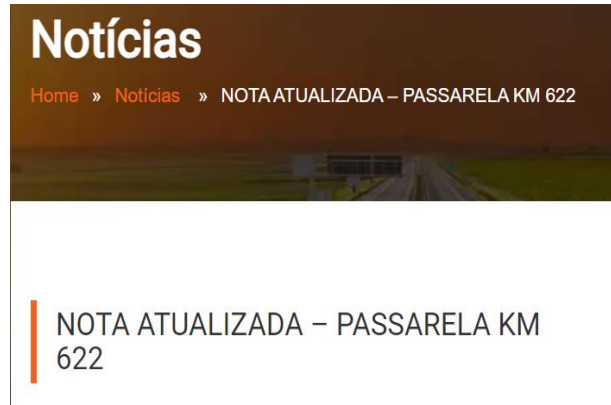 Notícias
Home » Notícias » NOTA ATUALIZADA – PASSARELA KM 622
NOTA ATUALIZADA – PASSARELA KM
622